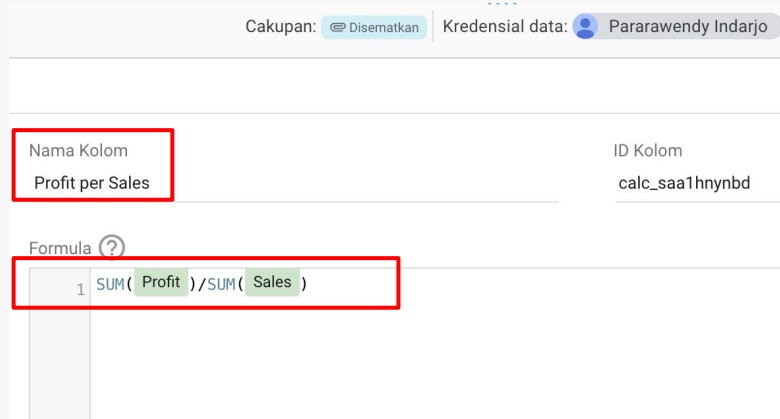 Cakupan: Disematkan Kredensial data: Pararawendy Indarjo
Nama Kolom ID Kolom
Profit per Sales calc_saa1hnynbd
Formula ?
1 SUM( Profit )/SUM( Sales )